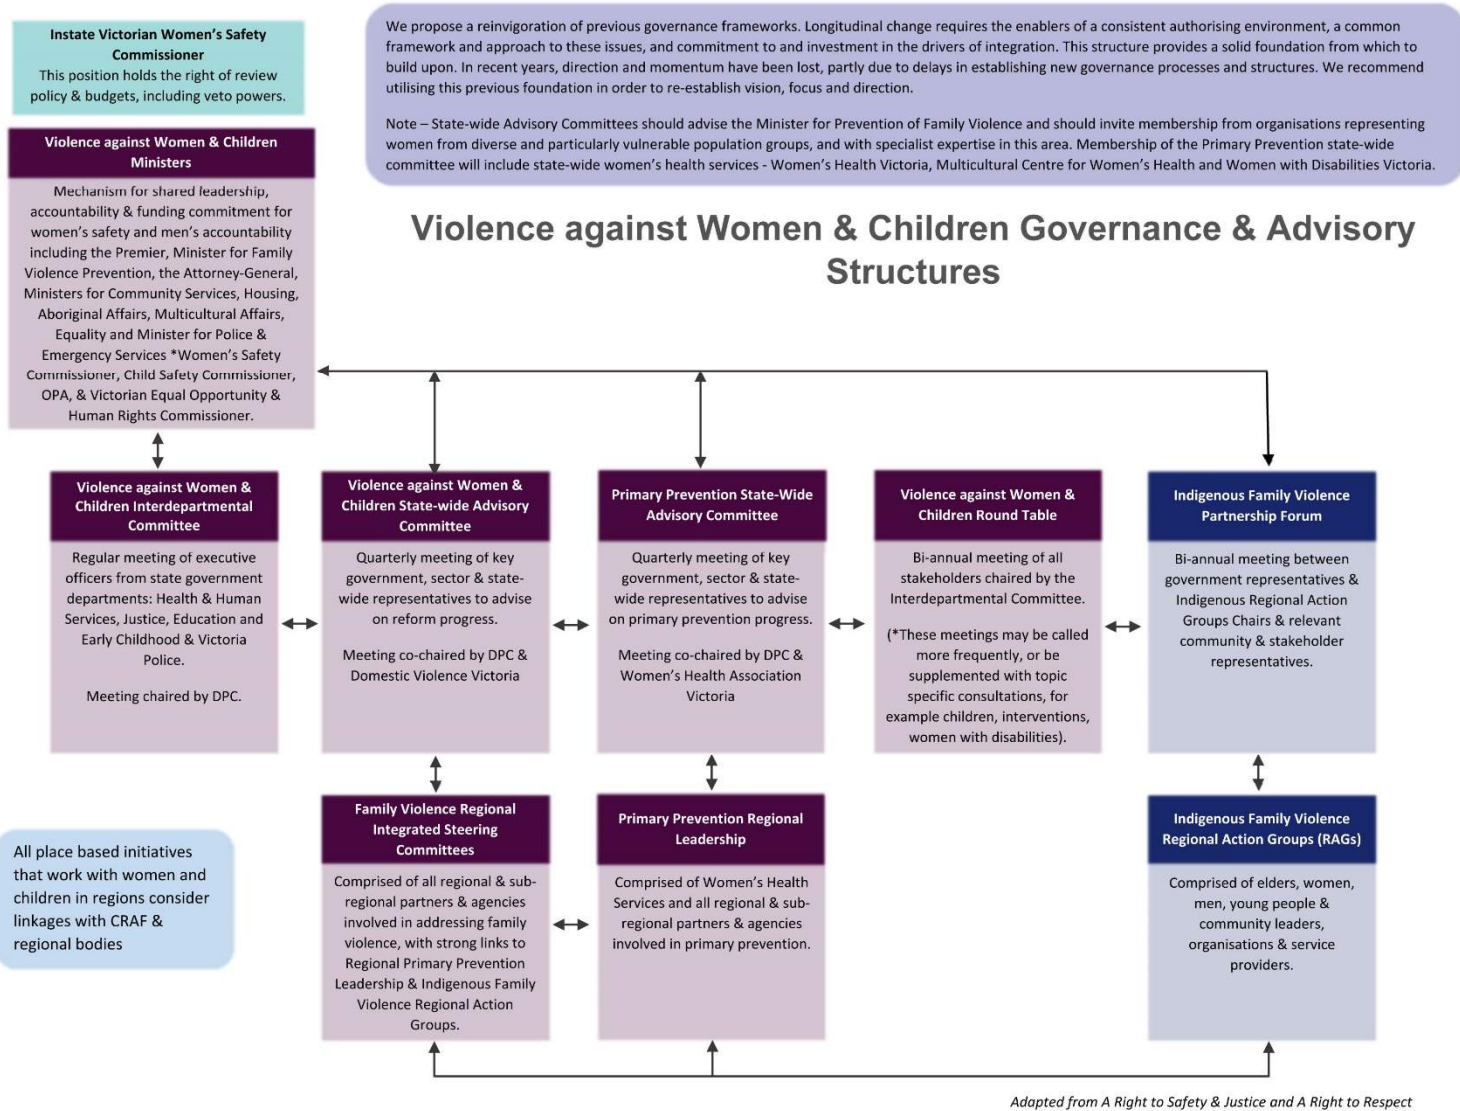 Instate Victorian Women's Safety
Commissioner
This position holds the right of review
policy & budgets, including veto powers.
We propose a reinvigoration of previous governance frameworks. Longitudinal change requires the enablers of a consistent authorising environment, a common
framework and approach to these issues, and commitment to and investment in the drivers of integration. This structure provides a solid foundation from which to
build upon. In recent years, direction and momentum have been lost, partly due to delays in establishing new governance processes and structures. We recommend
utilising this previous foundation in order to re-establish vision, focus and direction.
Note – State-wide Advisory Committees should advise the Minister for Prevention of Family Violence and should invite membership from organisations representing
women from diverse and particularly vulnerable population groups, and with specialist expertise in this area. Membership of the Primary Prevention state-wide
committee will include state-wide women's health services - Women's Health Victoria, Multicultural Centre for Women's Health and Women with Disabilities Victoria.
Violence against Women & Children
Ministers
Mechanism for shared leadership,
accountability & funding commitment for
women's safety and men's accountability
including the Premier, Minister for Family
Violence Prevention, the Attorney-General,
Ministers for Community Services, Housing,
Aboriginal Affairs, Multicultural Affairs,
Equality and Minister for Police &
Emergency Services *Women's Safety
Commissioner, Child Safety Commissioner,
OPA, & Victorian Equal Opportunity &
Human Rights Commissioner.
Violence against Women & Children Governance & Advisory
Structures
Violence against Women &
Children Interdepartmental
Committee
Regular meeting of executive
officers from state government
departments: Health & Human
Services, Justice, Education and
Early Childhood & Victoria
Police.
Meeting chaired by DPC.
Violence against Women &
Children State-wide Advisory
Committee
Quarterly meeting of key
government, sector & state-
wide representatives to advise
on reform progress.
Meeting co-chaired by DPC &
Domestic Violence Victoria
Primary Prevention State-Wide
Advisory Committee
Quarterly meeting of key
government, sector & state-
wide representatives to advise
on primary prevention progress.
Meeting co-chaired by DPC &
Women's Health Association
Victoria
Violence against Women &
Children Round Table
Bi-annual meeting of all
stakeholders chaired by the
Interdepartmental Committee.
(*These meetings may be called
more frequently, or be
supplemented with topic
specific consultations, for
example children, interventions,
women with disabilities).
Indigenous Family Violence
Partnership Forum
Bi-annual meeting between
government representatives &
Indigenous Regional Action
Groups Chairs & relevant
community & stakeholder
representatives.
All place based initiatives
that work with women and
children in regions consider
linkages with CRAF &
regional bodies
Family Violence Regional
Integrated Steering
Committees
Comprised of all regional & sub-
regional partners & agencies
involved in addressing family
violence, with strong links to
Regional Primary Prevention
Leadership & Indigenous Family
Violence Regional Action
Groups.
Primary Prevention Regional
Leadership
Comprised of Women's Health
Services and all regional & sub-
regional partners & agencies
involved in primary prevention.
Indigenous Family Violence
Regional Action Groups (RAGs)
Comprised of elders, women,
men, young people &
community leaders,
organisations & service
providers.
Adapted from A Right to Safety & Justice and A Right to Respect